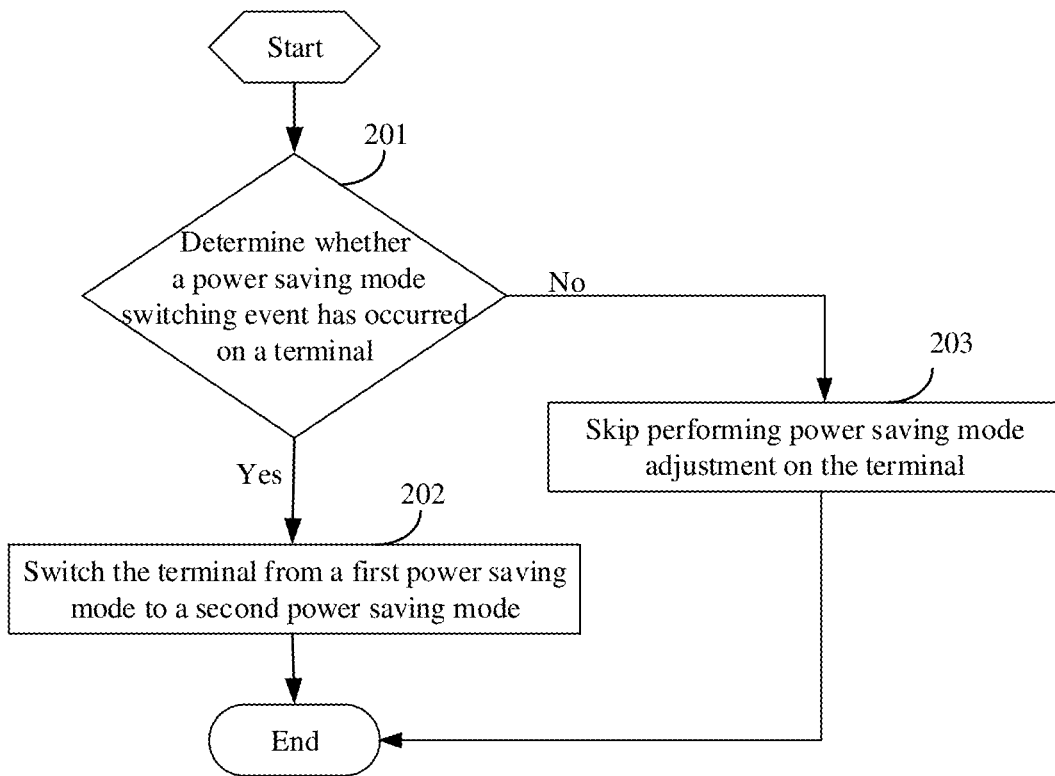 Start
201
Determine whether
a power saving mode
switching event has occurred
on a terminal
No
203
Skip performing power saving mode
adjustment on the terminal
Yes
202
Switch the terminal from a first power saving
mode to a second power saving mode
End